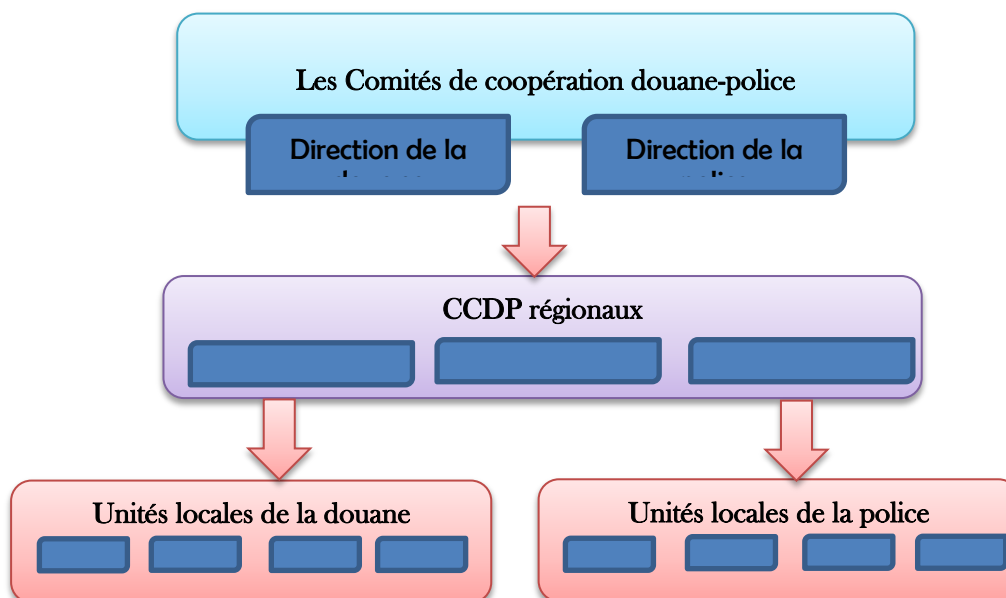 Les Comités de coopération douane-police
Direction de la
Direction de la
CCDP régionaux
Unités locales de la douane
Unités locales de la police